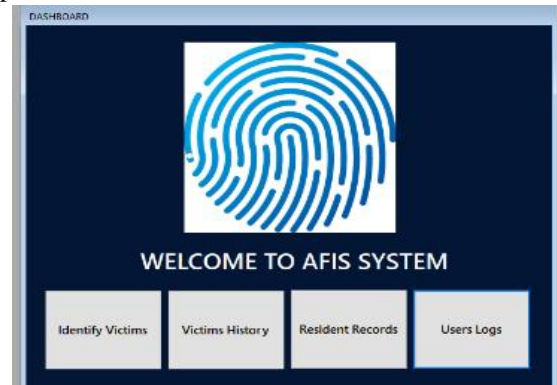 DASHBOARD
WELCOME TO AFIS SYSTEM
Identify Victims Victims History Resident Records Users Logs